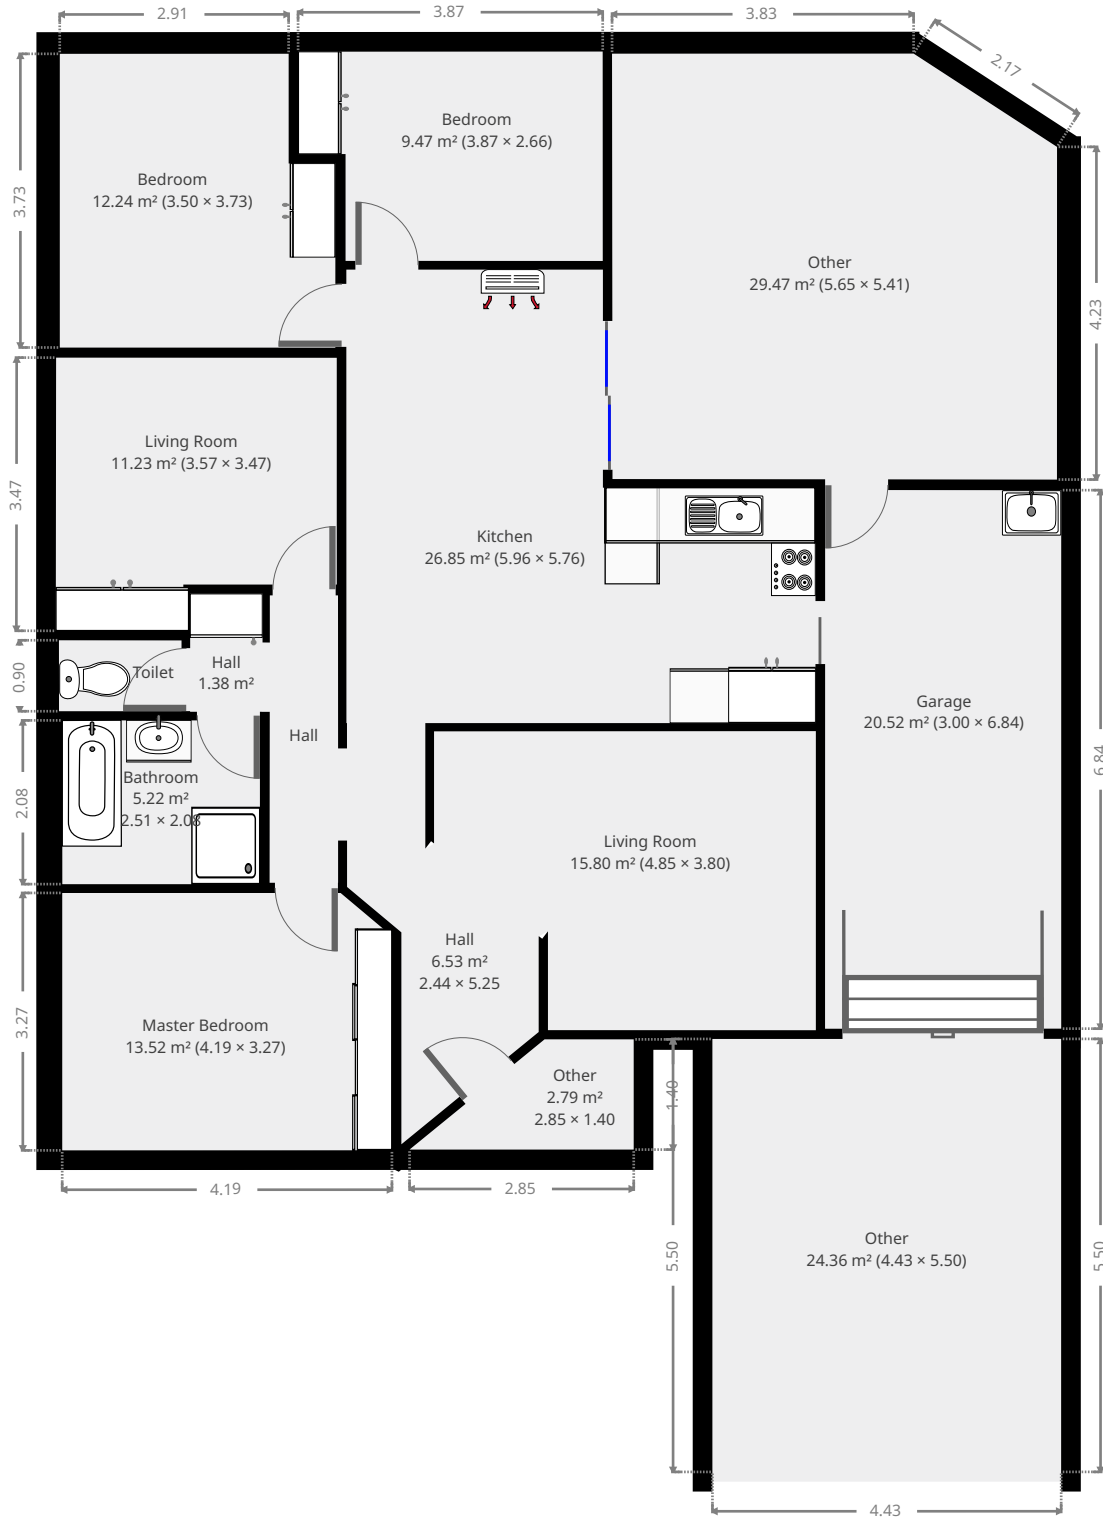 2.91
3.87
3.83
2.17
3.73
Bedroom
9.47 m² (3.87 × 2.66)
Bedroom
12.24 m² (3.50 × 3.73)
Other
29.47 m² (5.65 × 5.41)
4.23
Living Room
11.23 m² (3.57 × 3.47)
3.47
Kitchen
26.85 m² (5.96 × 5.76)
0.90
Toilet
Hall
1.38 m²
Hall
Garage
20.52 m² (3.00 × 6.84)
6.84
2.08
Bathroom
5.22 m²
2.51 × 2.08
Living Room
15.80 m² (4.85 × 3.80)
Hall
6.53 m²
2.44 × 5.25
3.27
Master Bedroom
13.52 m² (4.19 × 3.27)
Other
2.79 m²
2.85 × 1.40
1.40
4.19
2.85
5.50
Other
24.36 m² (4.43 × 5.50)
5.50
4.43